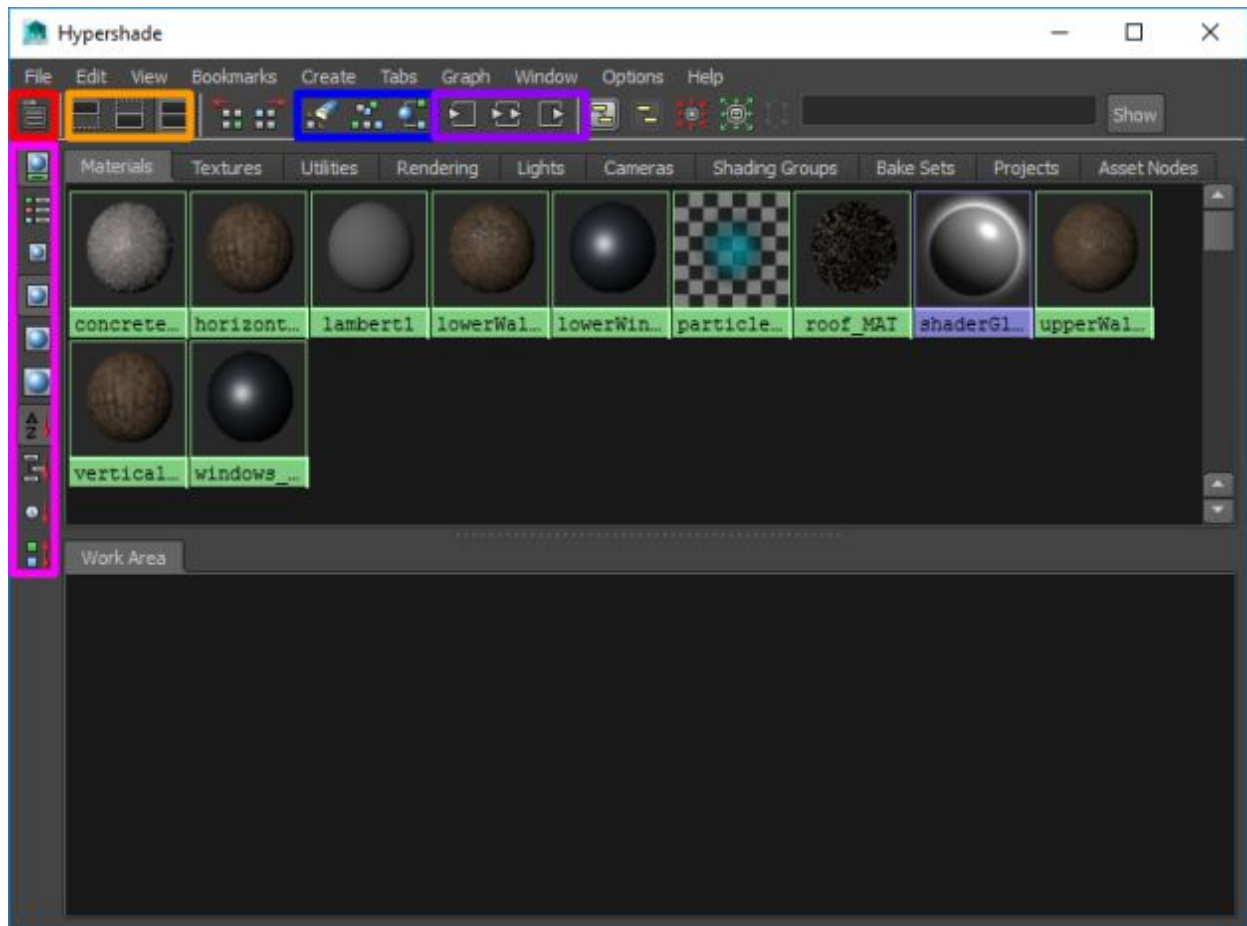 Hypershade
File Edit View Bookmarks Create Tabs Graph Window Options Help
Show
Materials Textures Utilities Rendering Lights Cameras Shading Groups Bake Sets Projects Asset Nodes
concrete... horizont... lambert1 lowerWal... lowerWin... particle... roof_MAT shaderGl... upperWal...
vertical... windows_...
Work Area